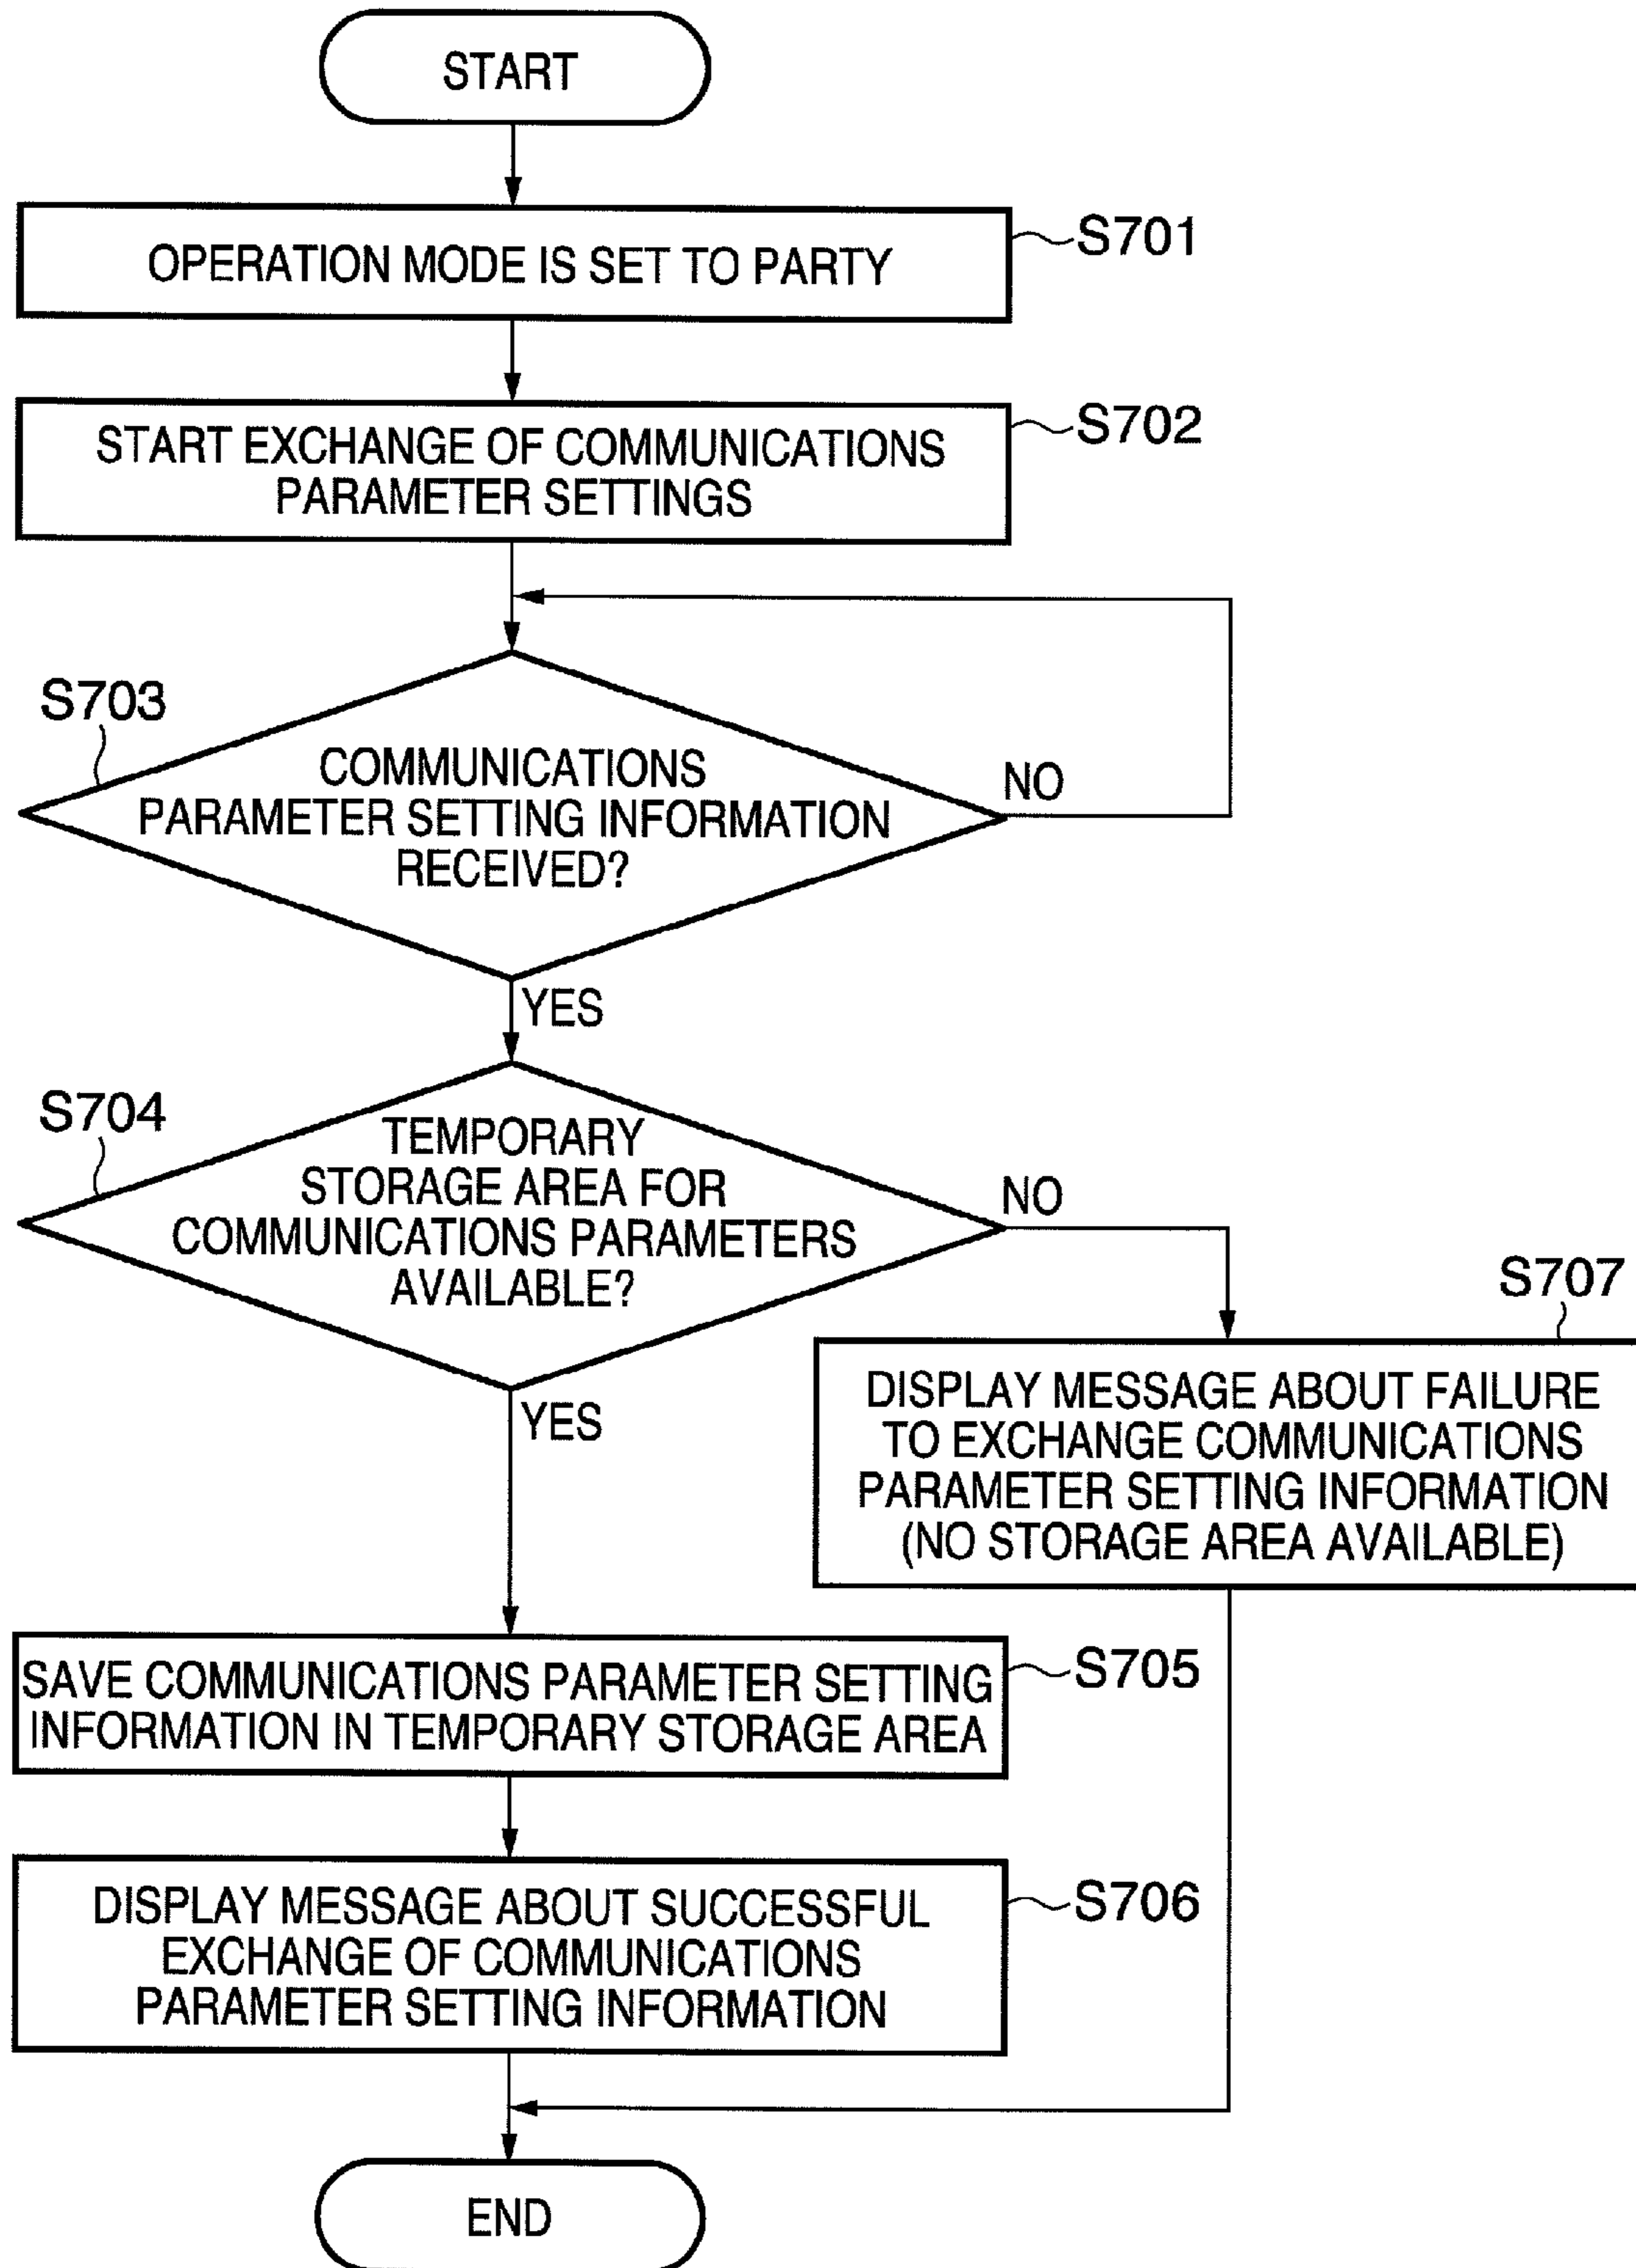 START
OPERATION MODE IS SET TO PARTY
S701
START EXCHANGE OF COMMUNICATIONS
PARAMETER SETTINGS
S702
S703
COMMUNICATIONS
PARAMETER SETTING INFORMATION
RECEIVED?
NO
YES
S704
TEMPORARY
STORAGE AREA FOR
COMMUNICATIONS PARAMETERS
AVAILABLE?
NO
YES
S707
DISPLAY MESSAGE ABOUT FAILURE
TO EXCHANGE COMMUNICATIONS
PARAMETER SETTING INFORMATION
(NO STORAGE AREA AVAILABLE)
SAVE COMMUNICATIONS PARAMETER SETTING
INFORMATION IN TEMPORARY STORAGE AREA
S705
DISPLAY MESSAGE ABOUT SUCCESSFUL
EXCHANGE OF COMMUNICATIONS
PARAMETER SETTING INFORMATION
S706
END